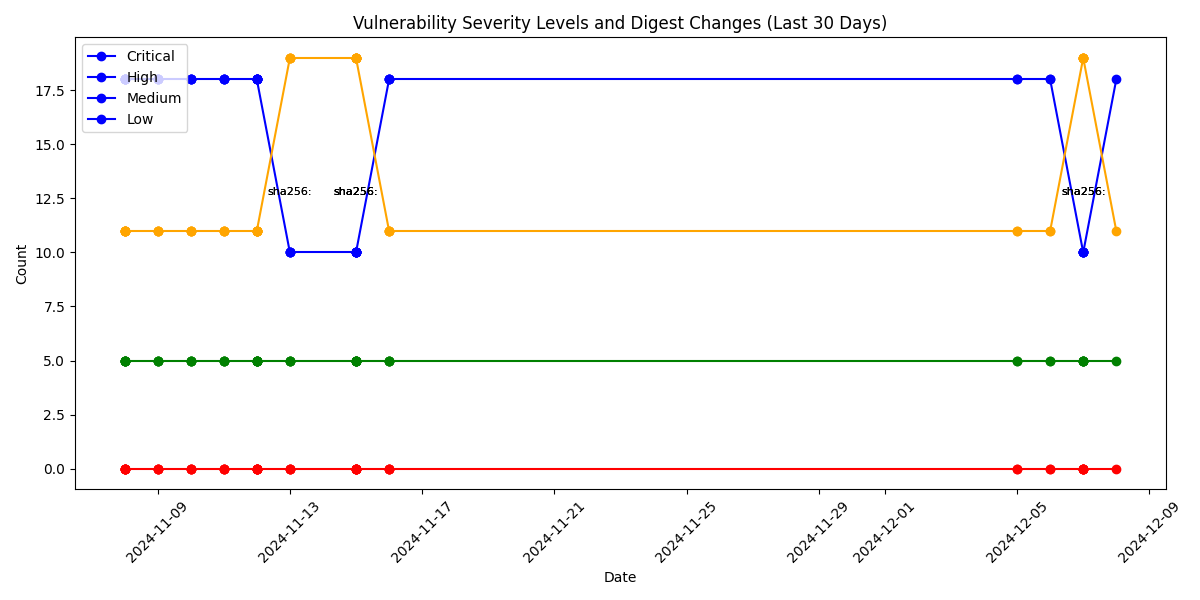 Vulnerability Severity Levels and Digest Changes (Last 30 Days)
Critical
High
Medium
Low
17.5
15.0
12.5
10.0
7.5
5.0
2.5
0.0
Count
sha256:
sha256:
sha256:
2024-11-09
2024-11-13
2024-11-17
2024-11-21
2024-11-25
2024-11-29
2024-12-01
2024-12-05
2024-12-09
Date